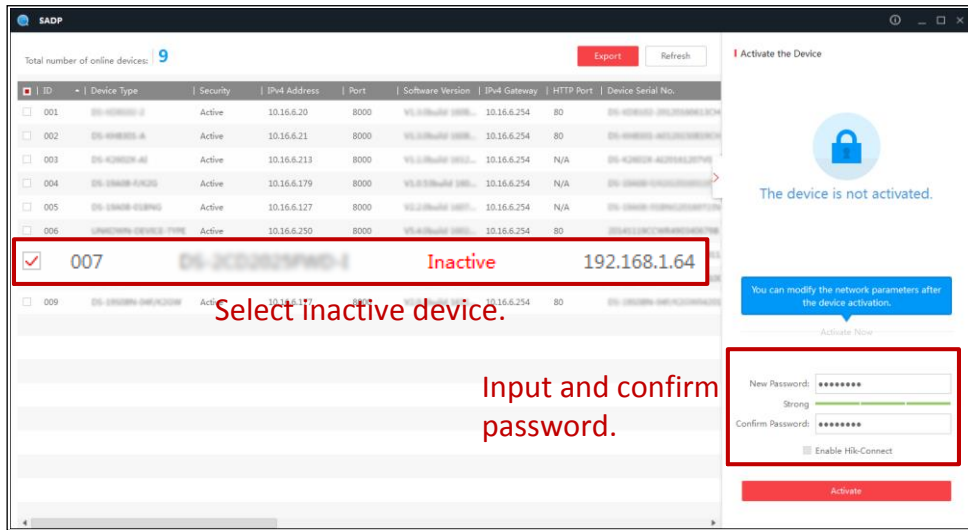 SADP
Total number of online devices: 9
Export
Refresh
ID | Device Type | Security | IPv4 Address | Port | Software Version | IPv4 Gateway | HTTP Port | Device Serial No.
001 Active 10.16.6.20 8000 10.16.6.254 80
002 Active 10.16.6.21 8000 10.16.6.254 80
003 Active 10.16.6.213 8000 10.16.6.254 N/A
004 Active 10.16.6.179 8000 10.16.6.254 N/A
005 Active 10.16.6.127 8000 10.16.6.254 N/A
006 Active 10.16.6.250 8000 10.16.6.254 80
007 Inactive 192.168.1.64
009 8000 10.16.6.254 80
Select inactive device.
Input and confirm
password.
Activate the Device
The device is not activated.
You can modify the network parameters after
the device activation.
Activate Now
New Password:
Strong
Confirm Password:
Enable Hik-Connect
Activate